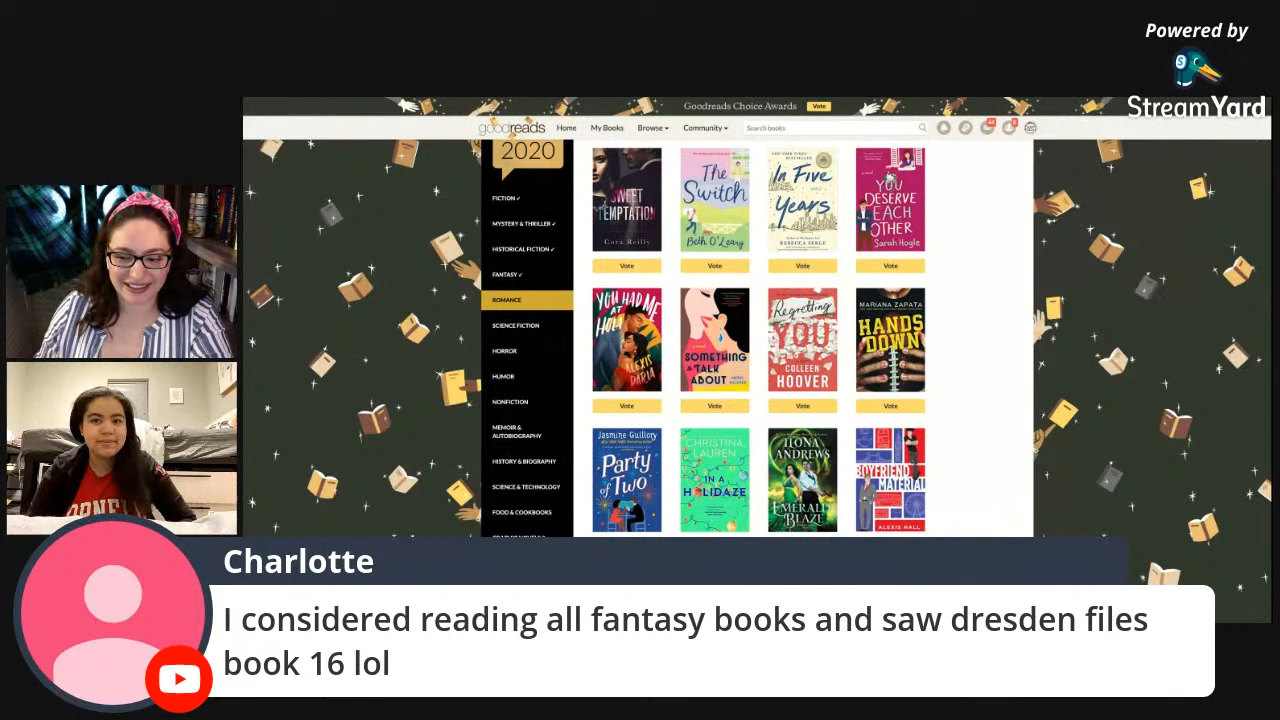 Powered by
StreamYard
Goodreads Choice Awards Vote
goodreads Home My Books Browse Community Search books
2020
FICTION ✓
MYSTERY & THRILLER ✓
HISTORICAL FICTION ✓
FANTASY ✓
ROMANCE
SCIENCE FICTION
HORROR
HUMOR
NONFICTION
MEMOIR &
AUTOBIOGRAPHY
HISTORY & BIOGRAPHY
SCIENCE & TECHNOLOGY
FOOD & COOKBOOKS
SWEET
TEMPTATION
Cora Reilly
The
Switch
Beth O'Leary
In Five
Years
REBECCA SERLE
YOU
DESERVE
EACH
OTHER
Sarah Hogle
Vote Vote Vote Vote
YOU HAD ME
AT HOLA
ALEXIS
DARIA
SOMETHING
TO TALK
ABOUT
Regretting
YOU
COLLEEN
HOOVER
MARIANA ZAPATA
HANDS
DOWN
Vote Vote Vote Vote
Jasmine Guillory
Party
of Two
CHRISTINA
LAUREN
IN A
HOLIDAZE
ILONA
ANDREWS
EMERALD
BLAZE
BOYFRIEND
MATERIAL
ALEXIS HALL
Charlotte
I considered reading all fantasy books and saw dresden files
book 16 lol